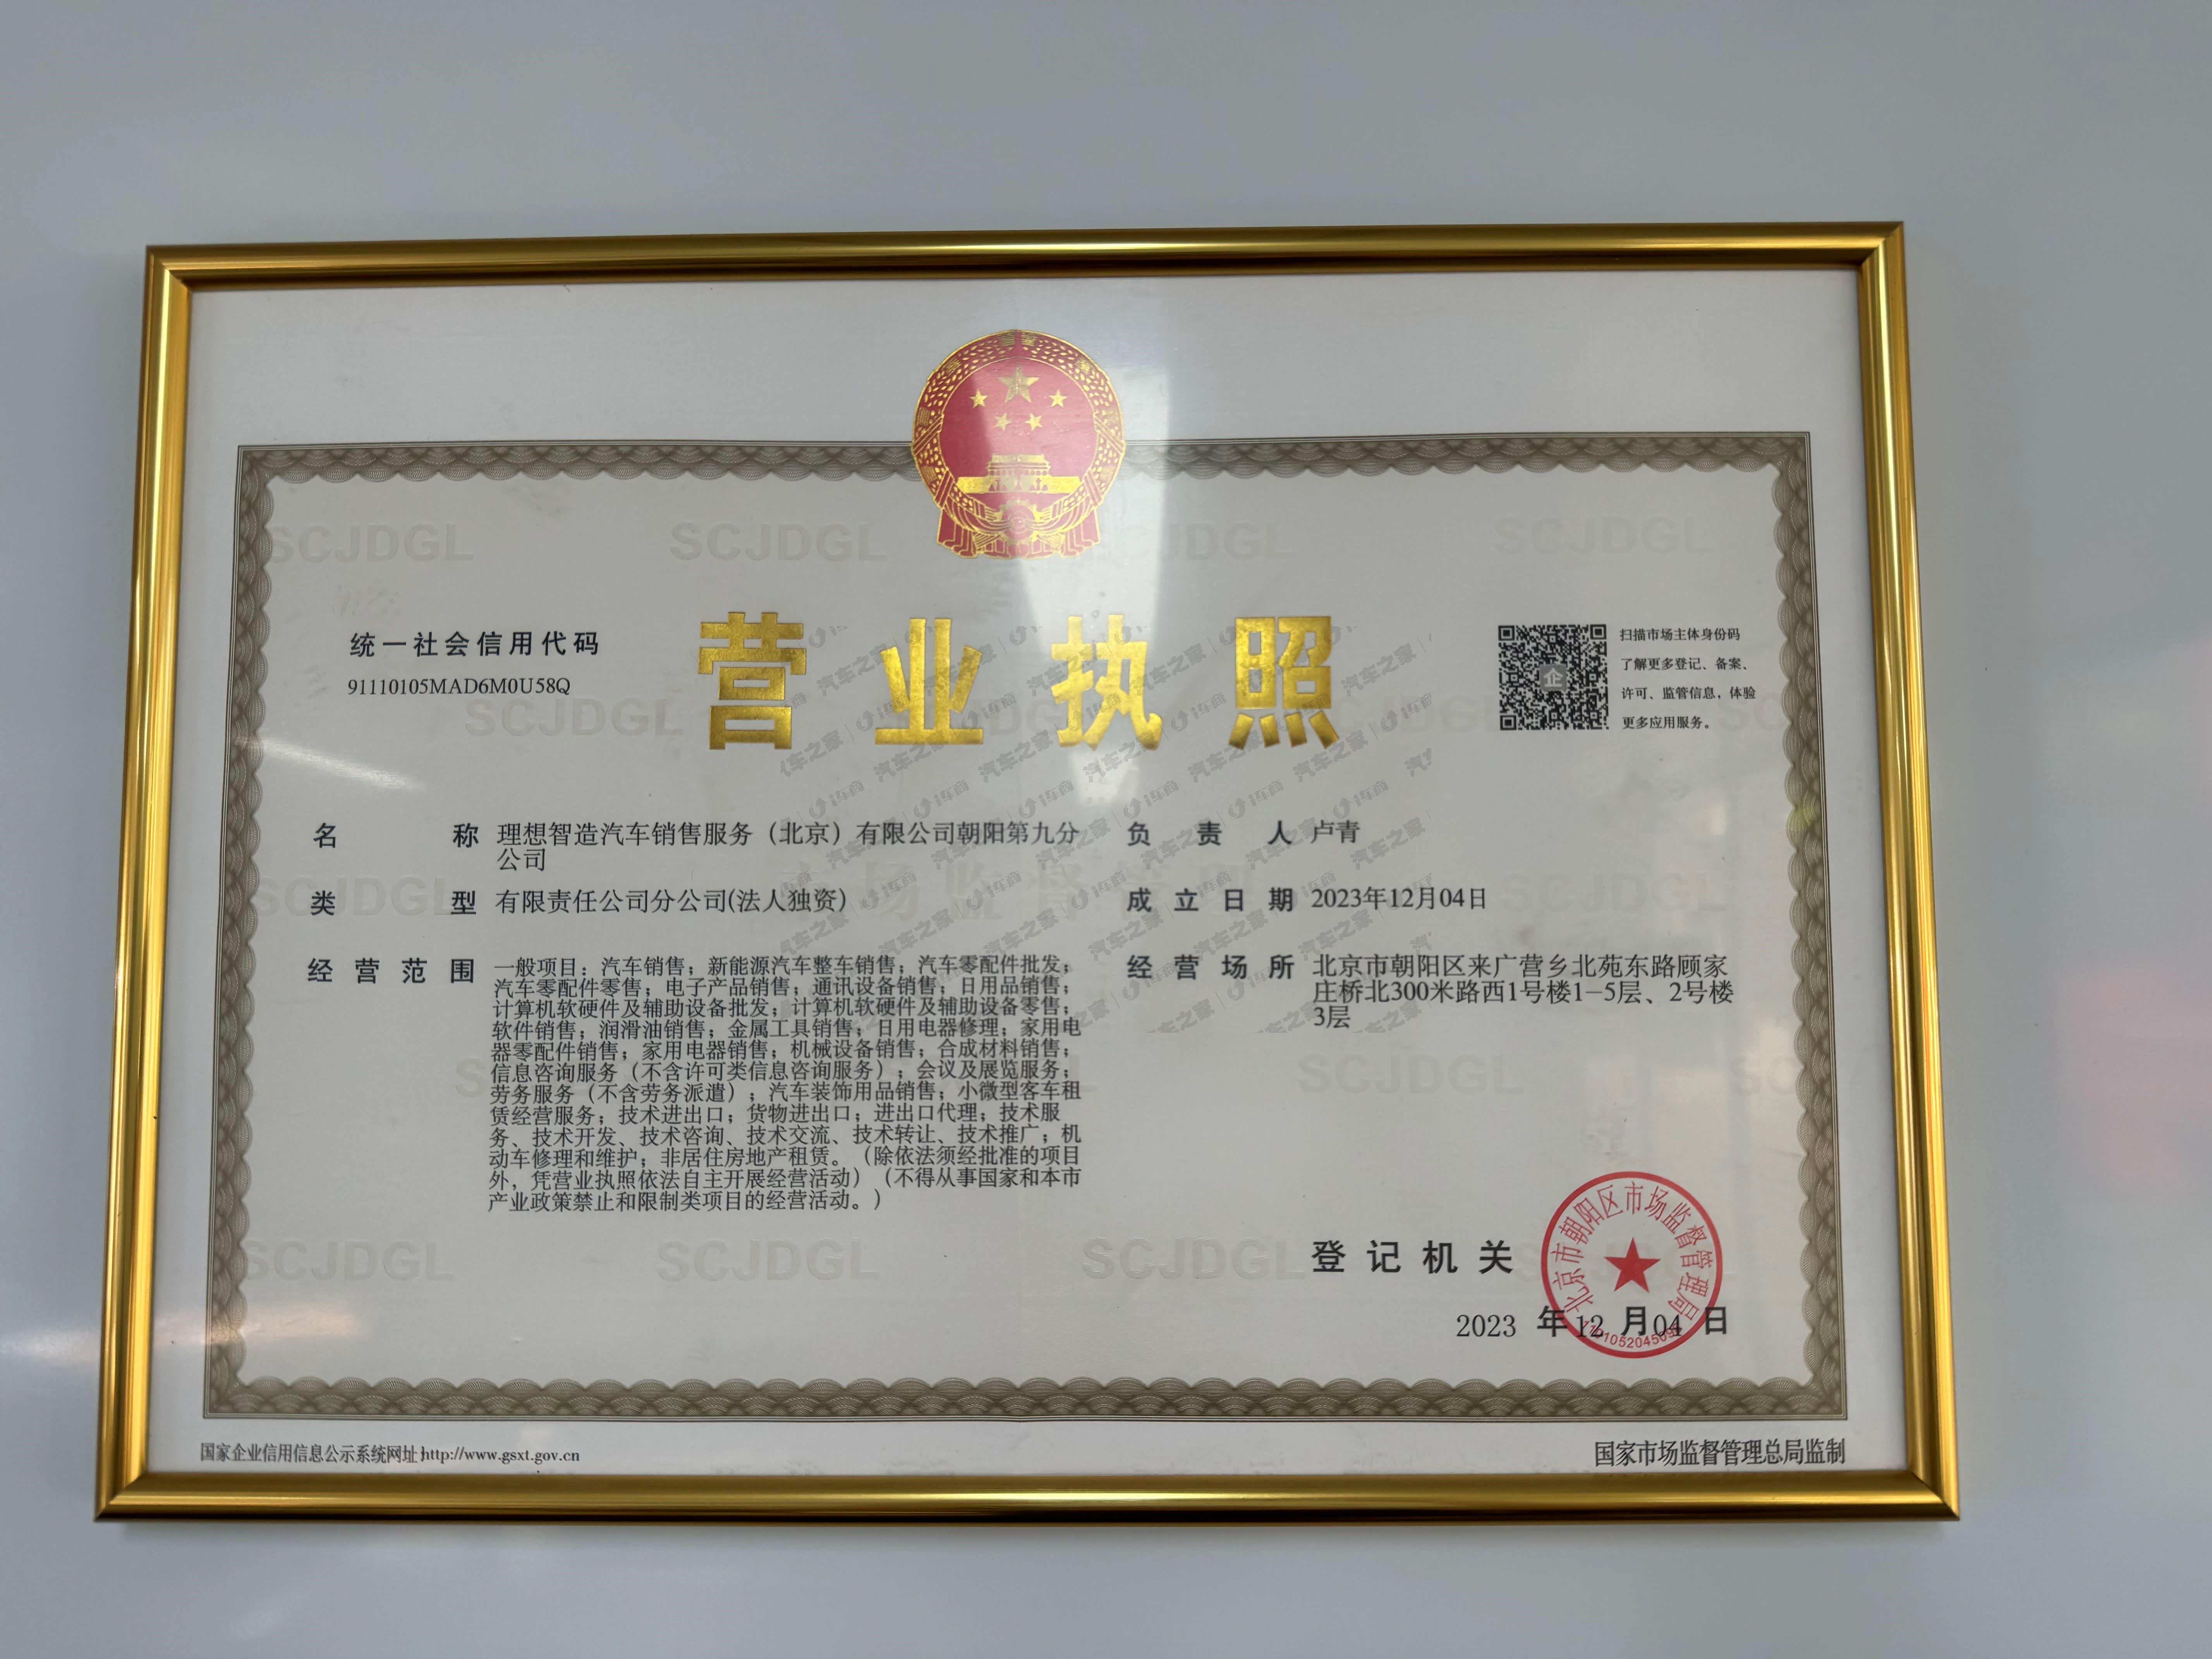 营业执照
统一社会信用代码
91110105MAD6M0U58Q
扫描市场主体身份码
了解更多登记、备案、
许可、监管信息，体验
更多应用服务。
名称 理想智造汽车销售服务（北京）有限公司朝阳第九分
公司
类型 有限责任公司分公司(法人独资)
经营范围 一般项目：汽车销售；新能源汽车整车销售；汽车零配件批发；
汽车零配件零售；电子产品销售；通讯设备销售；日用品销售；
计算机软硬件及辅助设备批发；计算机软硬件及辅助设备零售；
软件销售；润滑油销售；金属工具销售；日用电器修理；家用电
器零配件销售；家用电器销售；机械设备销售；合成材料销售；
信息咨询服务（不含许可类信息咨询服务）；会议及展览服务；
劳务服务（不含劳务派遣）；汽车装饰用品销售；小微型客车租
赁经营服务；技术进出口；货物进出口；进出口代理；技术服
务、技术开发、技术咨询、技术交流、技术转让、技术推广；机
动车修理和维护；非居住房地产租赁。（除依法须经批准的项目
外，凭营业执照依法自主开展经营活动）（不得从事国家和本市
产业政策禁止和限制类项目的经营活动。）
负责人 卢青
成立日期 2023年12月04日
经营场所 北京市朝阳区来广营乡北苑东路顾家
庄桥北300米路西1号楼1-5层、2号楼
3层
登记机关
北京市朝阳区市场监督管理局
2023 年12 月04 日
国家企业信用信息公示系统网址:http://www.gsxt.gov.cn
国家市场监督管理总局监制
SCJDGL
汽车之家